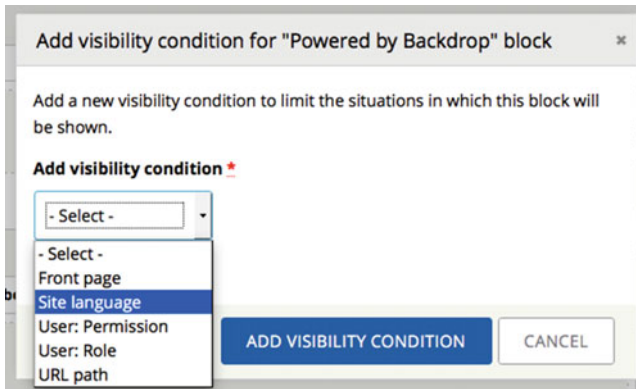 Add visibility condition for "Powered by Backdrop" block
Add a new visibility condition to limit the situations in which this block will
be shown.
Add visibility condition *
- Select -
- Select -
Front page
Site language
User: Permission
User: Role
URL path
ADD VISIBILITY CONDITION
CANCEL